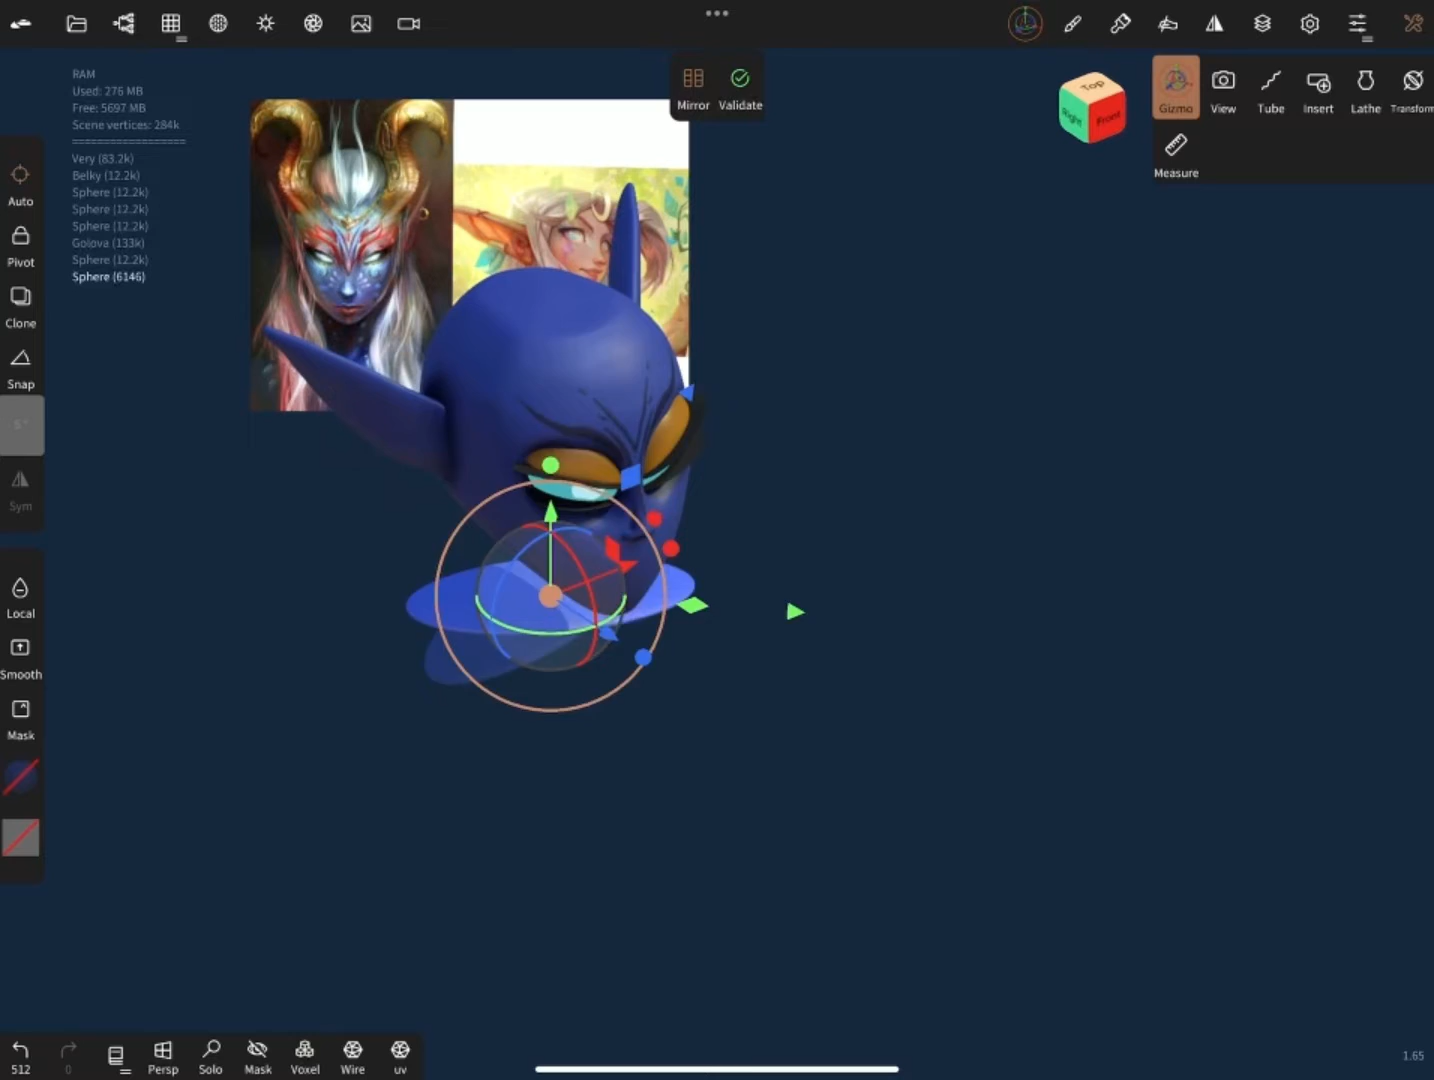 RAM
Used: 276 MB
Free: 5697 MB
Scene vertices: 284k
==================
Very (83.2k)
Belky (12.2k)
Sphere (12.2k)
Sphere (12.2k)
Sphere (12.2k)
Golova (133k)
Sphere (12.2k)
Sphere (6146)
Mirror
Validate
Top
Right
Front
Gizmo
View
Tube
Insert
Lathe
Transform
Measure
Auto
Pivot
Clone
Snap
5°
Sym
Local
Smooth
Mask
512
0
Persp
Solo
Mask
Voxel
Wire
uv
1.65